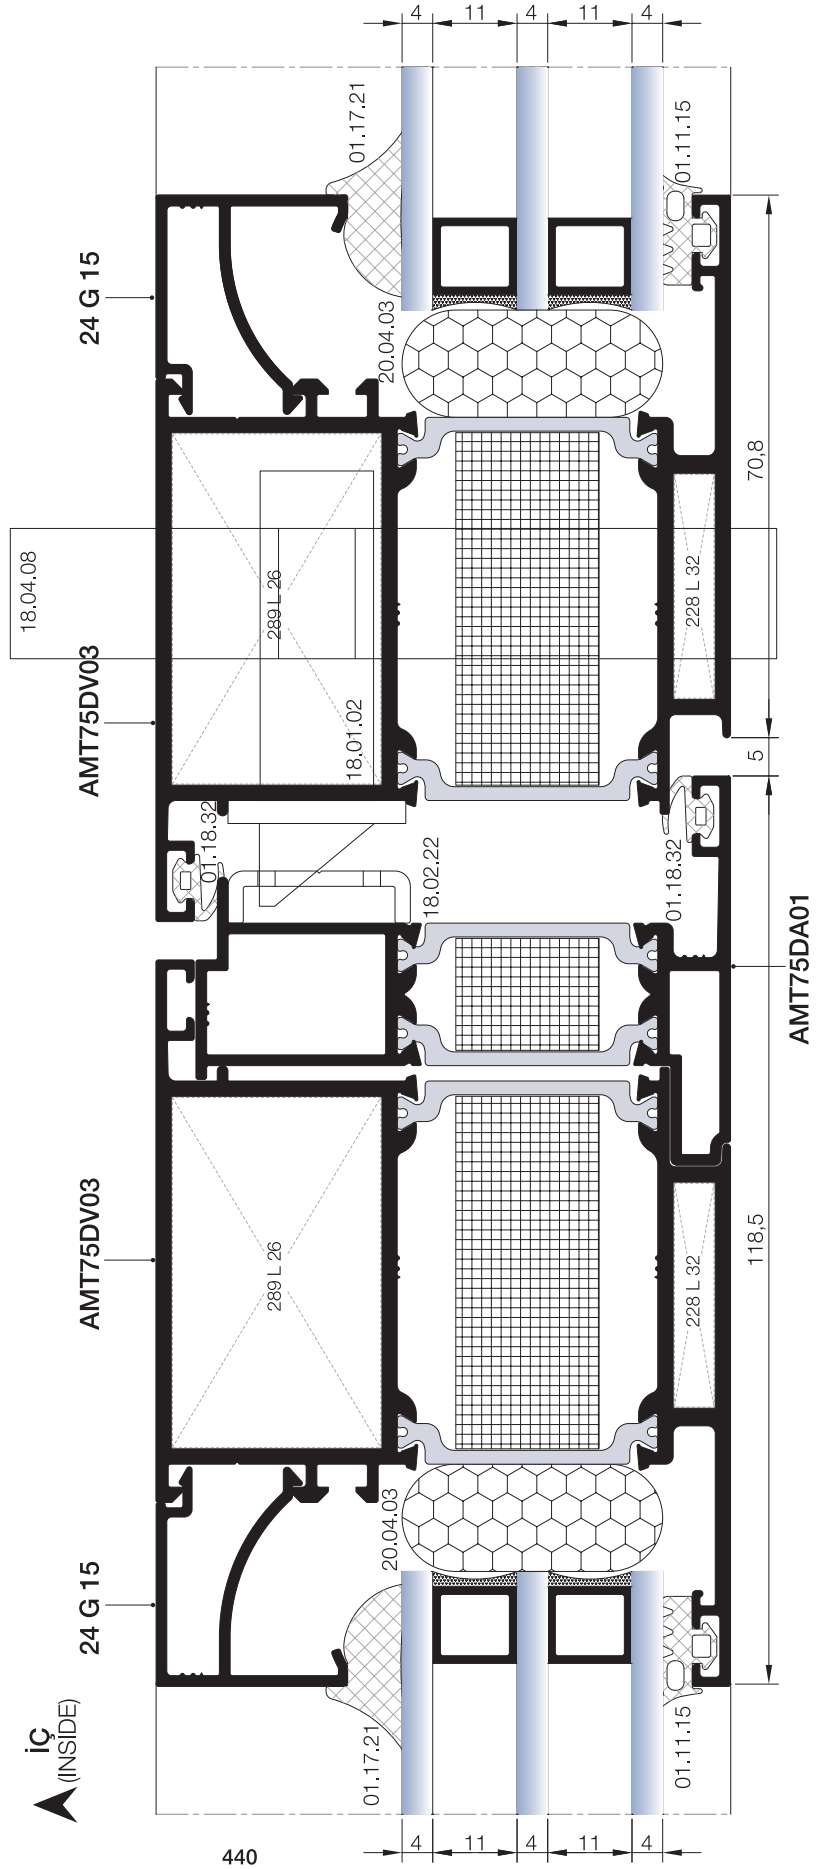 4 11 4 11 4
01.17.21
01.11.15
24 G 15
20.04.03
70,8
18.04.08
289 L 26
228 L 32
AMT75DV03
18.01.02
5
01.18.32
18.02.22
01.18.32
AMT75DA01
AMT75DV03
289 L 26
228 L 32
118,5
20.04.03
24 G 15
01.17.21
01.11.15
İÇ
(INSİDE)
4 11 4 11 4
440